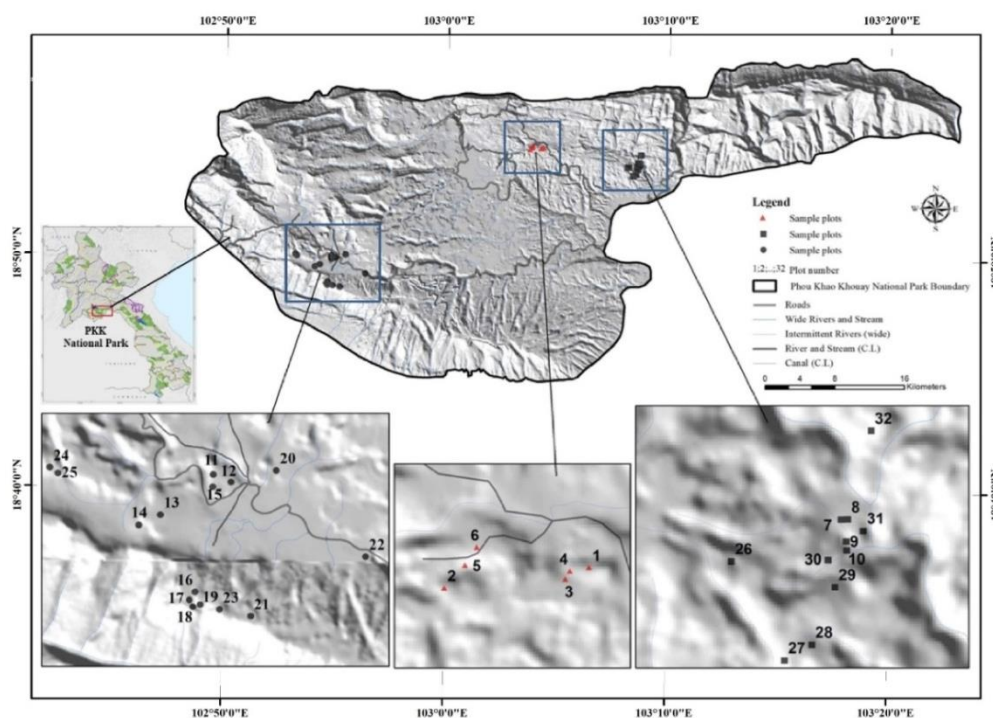 102°50'0"E 103°0'0"E 103°10'0"E 103°20'0"E
N
W E
S
Legend
Sample plots
Sample plots
Sample plots
Plot number
Phou Khao Khouay National Park Boundary
Roads
Wide Rivers and Stream
Intermittent Rivers (wide)
River and Stream (C.L)
Canal (C.L)
0 4 8 16
Kilometers
18°50'0"N
PKK
National Park
18°40'0"N
24
25
11
12
20
15
13
14
22
16
17
19
23
21
18
6
5
2
4
1
3
32
8
7
31
9
26
30
10
29
28
27
102°50'0"E 103°0'0"E 103°10'0"E 103°20'0"E